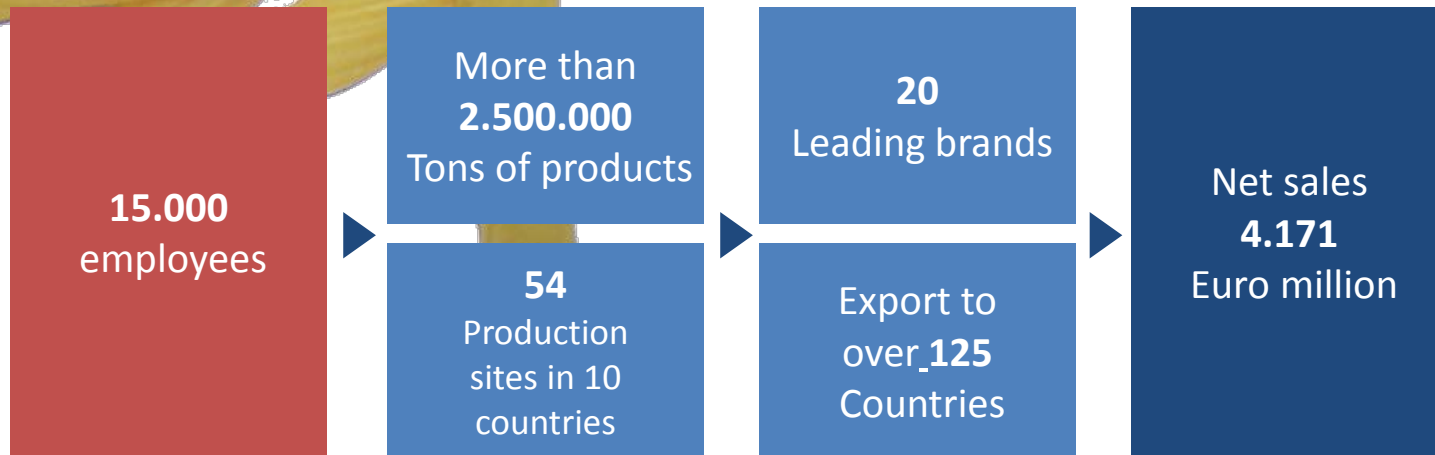 15.000
employees
More than
2.500.000
Tons of products
54
Production
sites in 10
countries
20
Leading brands
Export to
over 125
Countries
Net sales
4.171
Euro million